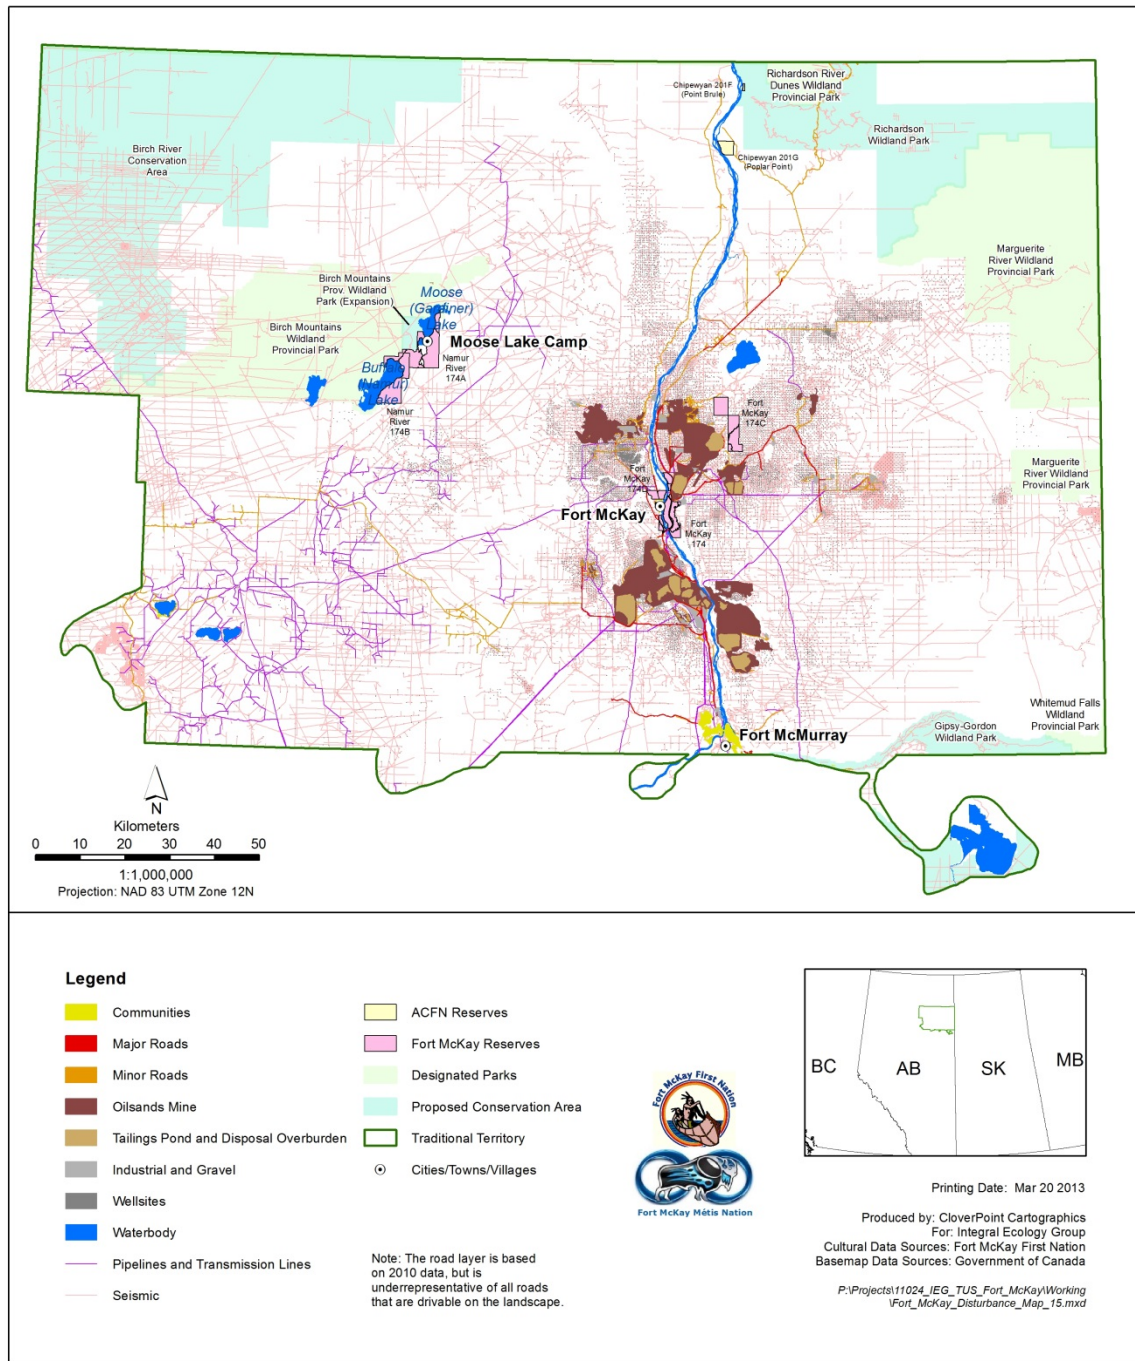 Chipewyan 201F
(Point Brule)
Richardson River
Dunes Wildland
Provincial Park
Richardson
Wildland Park
Birch River
Conservation
Area
Chipewyan 201G
(Poplar Point)
Marguerite
River Wildland
Provincial Park
Birch Mountains
Prov. Wildland
Park (Expansion)
Moose
(Gardiner)
Lake
Birch Mountains
Wildland
Provincial Park
Moose Lake Camp
Namur
River
174A
Buffalo
(Namur)
Lake
Namur
River
174B
Fort
McKay
174C
Fort
McKay
174D
Marguerite
River Wildland
Provincial Park
Fort McKay
Fort
McKay
174
Whitemud Falls
Wildland
Provincial Park
Gipsy-Gordon
Wildland Park
Fort McMurray
N
Kilometers
0 10 20 30 40 50
1:1,000,000
Projection: NAD 83 UTM Zone 12N
Legend
Communities
Major Roads
Minor Roads
Oilsands Mine
Tailings Pond and Disposal Overburden
Industrial and Gravel
Wellsites
Waterbody
Pipelines and Transmission Lines
Seismic
ACFN Reserves
Fort McKay Reserves
Designated Parks
Proposed Conservation Area
Traditional Territory
Cities/Towns/Villages
Note: The road layer is based
on 2010 data, but is
underrepresentative of all roads
that are drivable on the landscape.
Fort McKay First Nation
Fort McKay Métis Nation
BC
AB
SK
MB
Printing Date: Mar 20 2013
Produced by: CloverPoint Cartographics
For: Integral Ecology Group
Cultural Data Sources: Fort McKay First Nation
Basemap Data Sources: Government of Canada
P:\Projects\11024_IEG_TUS_Fort_McKay\Working
\Fort_McKay_Disturbance_Map_15.mxd